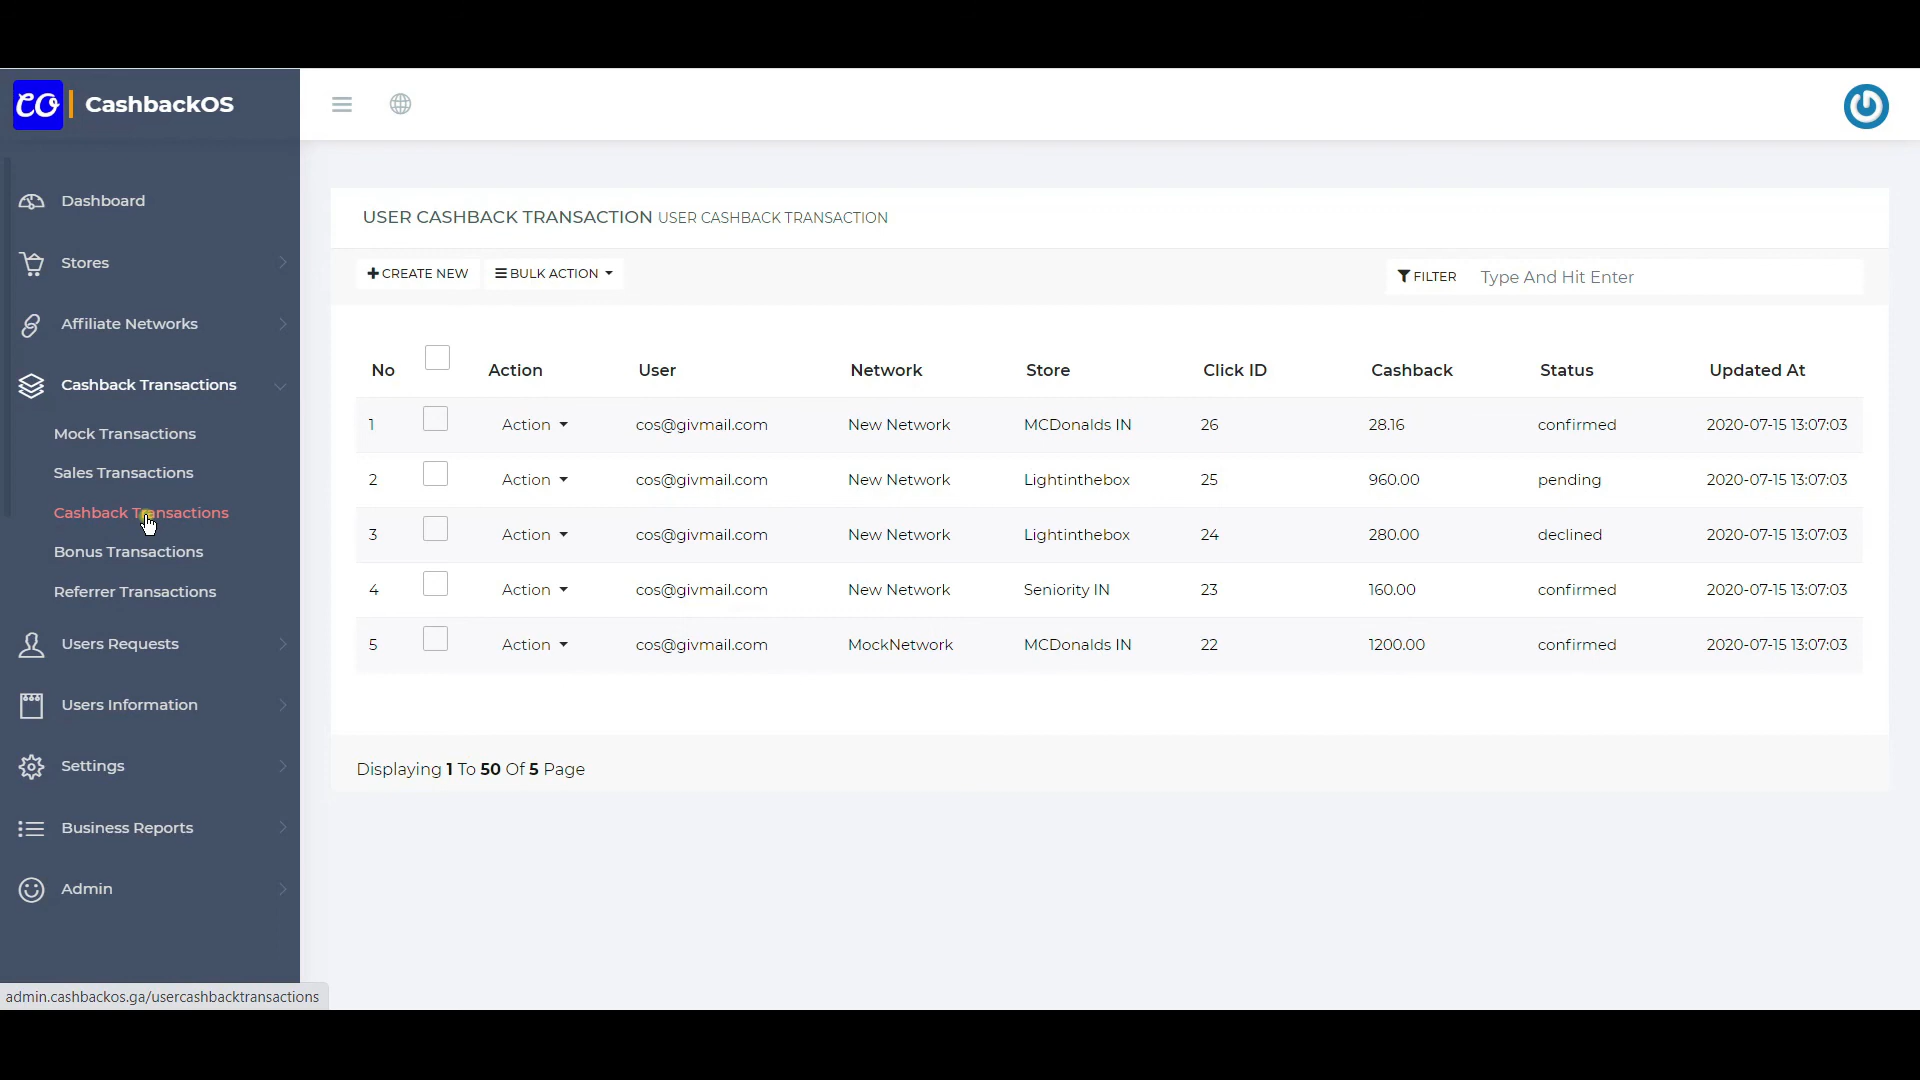 CO | CashbackOS
Dashboard
Stores
Affiliate Networks
Cashback Transactions
Mock Transactions
Sales Transactions
Cashback Transactions
Bonus Transactions
Referrer Transactions
Users Requests
Users Information
Settings
Business Reports
Admin
admin.cashbackos.ga/usercashbacktransactions
USER CASHBACK TRANSACTION USER CASHBACK TRANSACTION
CREATE NEW BULK ACTION FILTER Type And Hit Enter
No Action User Network Store Click ID Cashback Status Updated At
1 Action cos@givmail.com New Network MCDonalds IN 26 28.16 confirmed 2020-07-15 13:07:03
2 Action cos@givmail.com New Network Lightinthebox 25 960.00 pending 2020-07-15 13:07:03
3 Action cos@givmail.com New Network Lightinthebox 24 280.00 declined 2020-07-15 13:07:03
4 Action cos@givmail.com New Network Seniority IN 23 160.00 confirmed 2020-07-15 13:07:03
5 Action cos@givmail.com MockNetwork MCDonalds IN 22 1200.00 confirmed 2020-07-15 13:07:03
Displaying 1 To 50 Of 5 Page